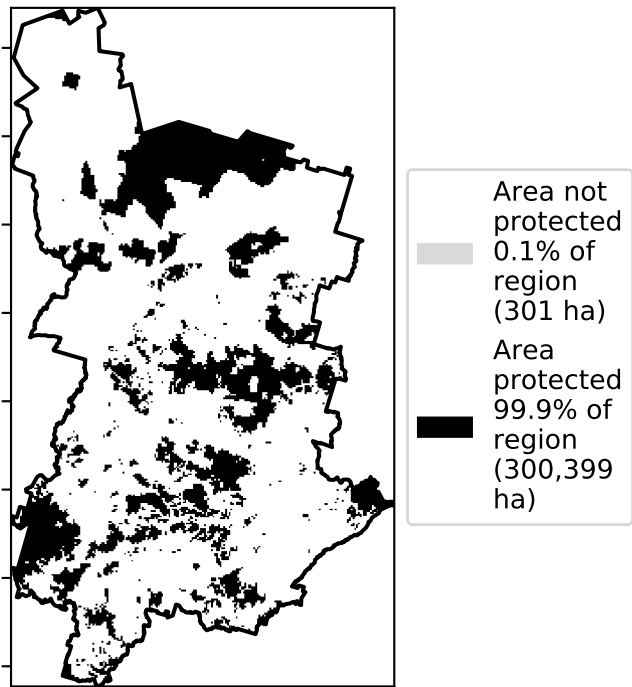 Area not
protected
0.1% of
region
(301 ha)
Area
protected
99.9% of
region
(300,399
ha)